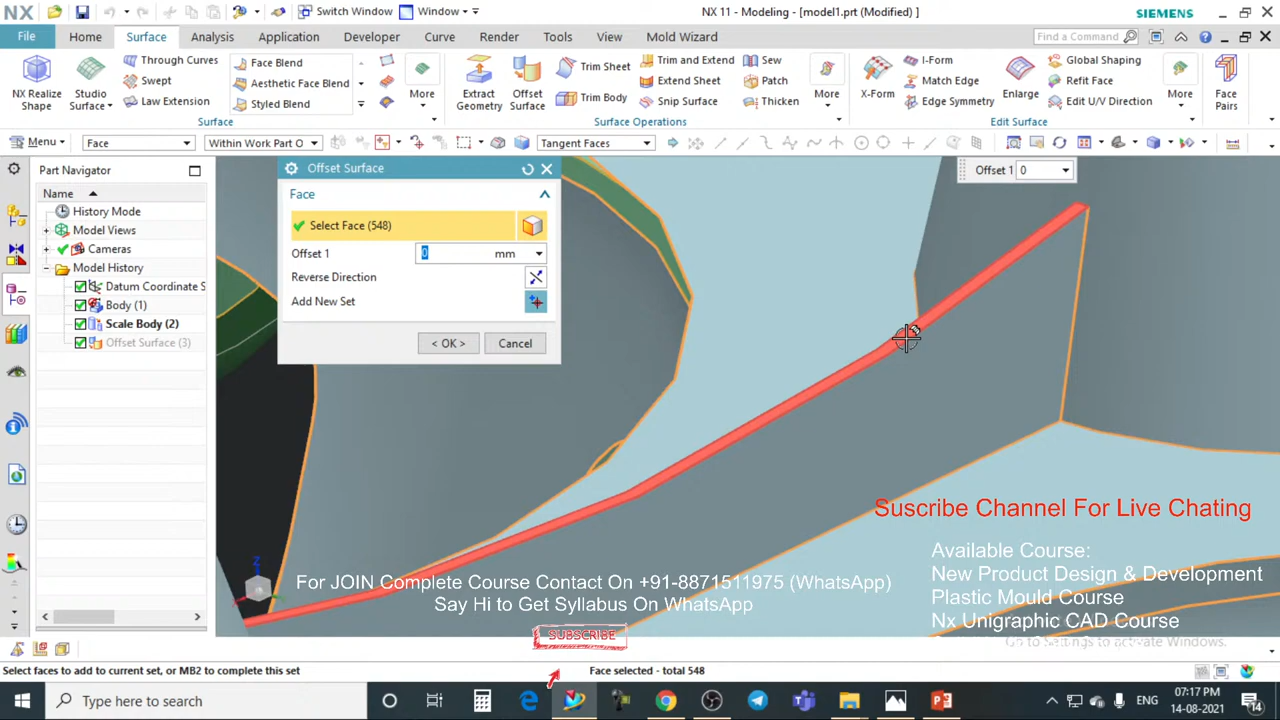 NX
Switch Window
Window
NX 11 - Modeling - [model1.prt (Modified) ]
SIEMENS
File
Home
Surface
Analysis
Application
Developer
Curve
Render
Tools
View
Mold Wizard
Find a Command
NX Realize
Shape
Studio
Surface
Through Curves
Swept
Law Extension
Face Blend
Aesthetic Face Blend
Styled Blend
More
Surface
Extract
Geometry
Offset
Surface
Trim Sheet
Trim Body
Trim and Extend
Extend Sheet
Snip Surface
Sew
Patch
Thicken
More
Surface Operations
X-Form
I-Form
Match Edge
Edge Symmetry
Enlarge
Global Shaping
Refit Face
Edit U/V Direction
More
Edit Surface
Face
Pairs
Menu
Face
Within Work Part O
Tangent Faces
Part Navigator
Name
History Mode
Model Views
Cameras
Model History
Datum Coordinate S
Body (1)
Scale Body (2)
Offset Surface (3)
Offset Surface
Face
Select Face (548)
Offset 1
0
mm
Reverse Direction
Add New Set
< OK >
Cancel
Offset 1 0
Z
Suscribe Channel For Live Chating
Available Course:
New Product Design & Development
Plastic Mould Course
Nx Unigraphic CAD Course
Go to Settings to activate Windows.
For JOIN Complete Course Contact On +91-8871511975 (WhatsApp)
Say Hi to Get Syllabus On WhatsApp
SUBSCRIBE
Select faces to add to current set, or MB2 to complete this set
Face selected - total 548
Type here to search
ENG
07:17 PM
14-08-2021
14